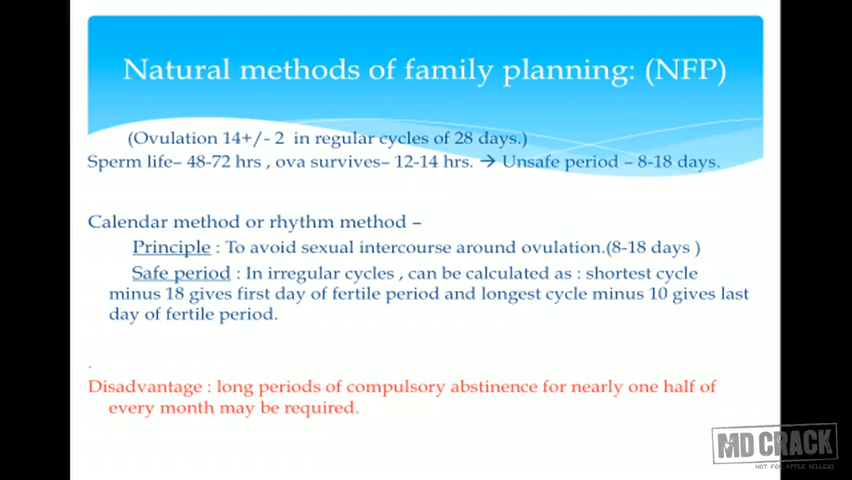 Natural methods of family planning: (NFP)
(Ovulation 14+/- 2 in regular cycles of 28 days.)
Sperm life– 48-72 hrs , ova survives– 12-14 hrs. → Unsafe period – 8-18 days.
Calendar method or rhythm method –
Principle : To avoid sexual intercourse around ovulation.(8-18 days )
Safe period : In irregular cycles , can be calculated as : shortest cycle
minus 18 gives first day of fertile period and longest cycle minus 10 gives last
day of fertile period.
.
Disadvantage : long periods of compulsory abstinence for nearly one half of
every month may be required.
MD CRACK
NOT FOR APPLE SELLERS